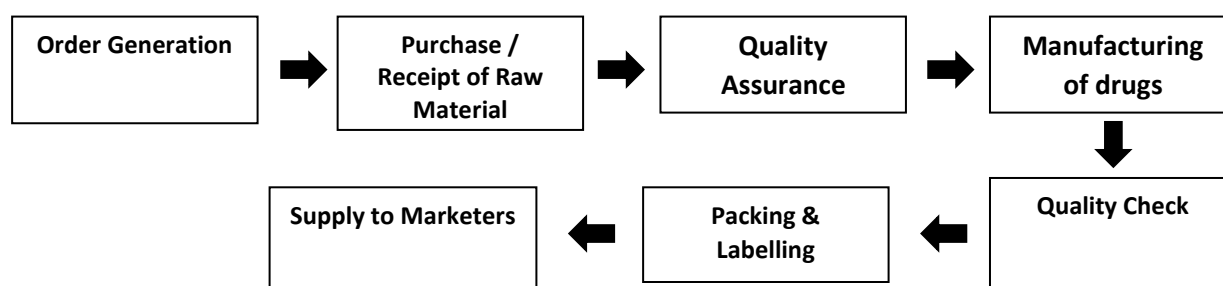 Order Generation
Purchase /
Receipt of Raw
Material
Quality
Assurance
Manufacturing
of drugs
Quality Check
Packing &
Labelling
Supply to Marketers